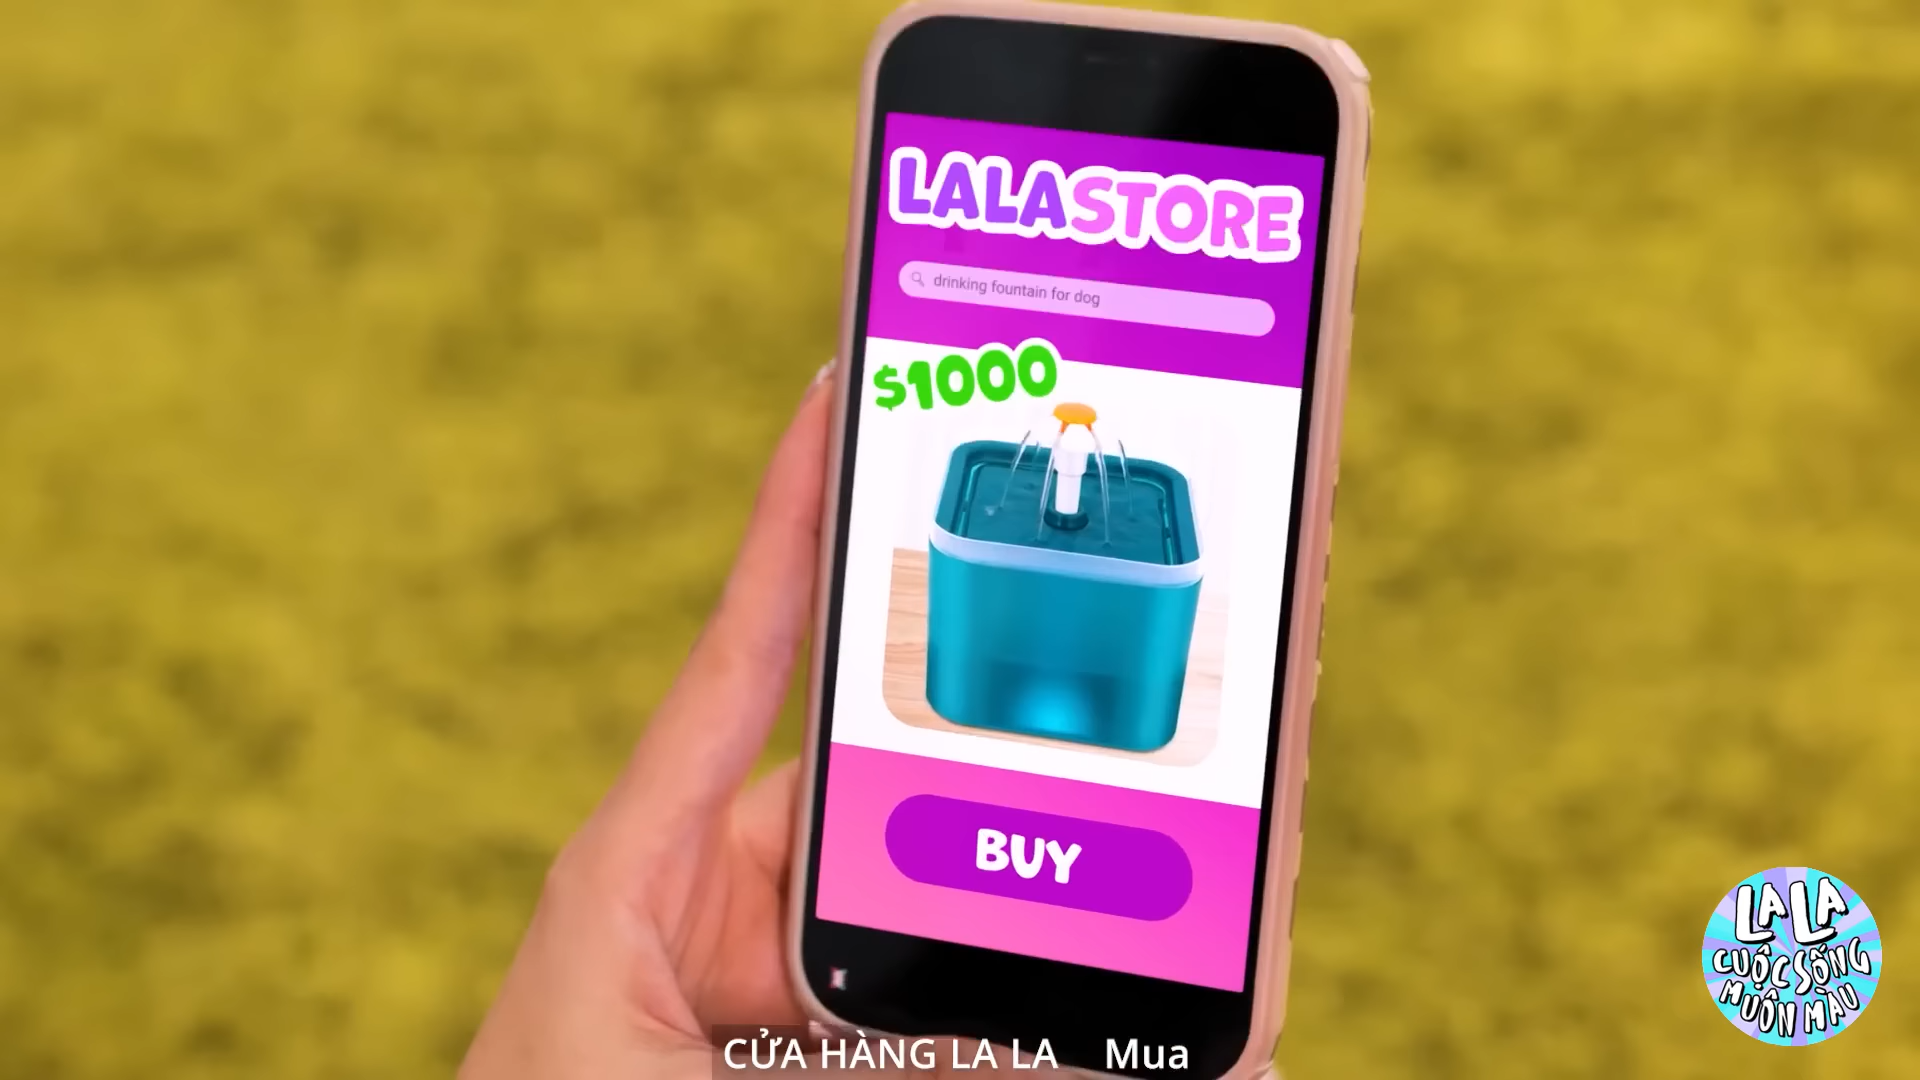 LALASTORE
drinking fountain for dog
$1000
BUY
LA LA
CUỘC SỐNG
MUÔN MÀU
CỬA HÀNG LA LA Mua